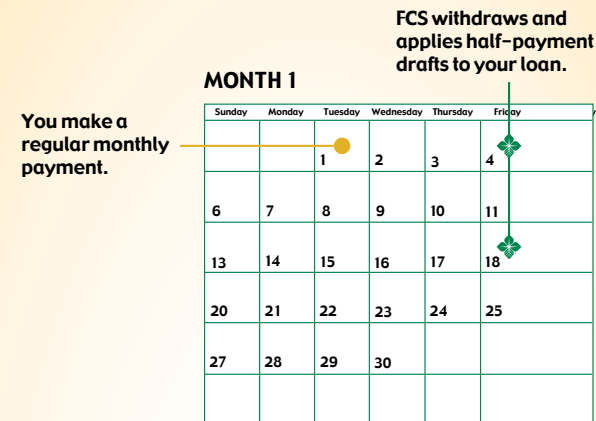 FCS withdraws and
applies half-payment
drafts to your loan.
MONTH 1
You make a
regular monthly
payment.
Sunday Monday Tuesday Wednesday Thursday Friday
1 2 3 4
6 7 8 9 10 11
13 14 15 16 17 18
20 21 22 23 24 25
27 28 29 30